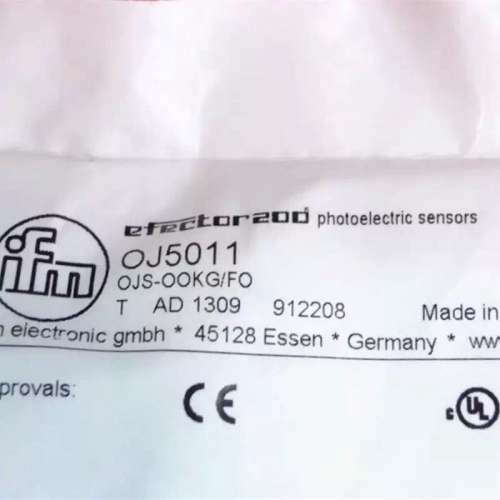 ifm
efector200 photoelectric sensors
OJ5011
OJS-OOKG/FO
T AD 1309 912208 Made in
electronic gmbh * 45128 Essen * Germany *
CE
c UL